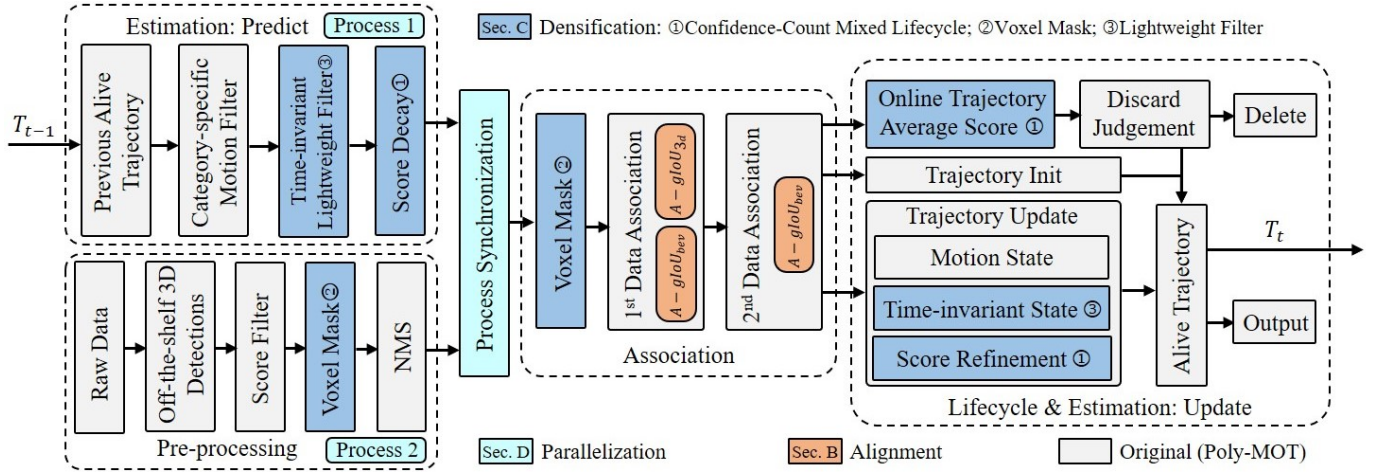 Estimation: Predict
Process 1
T_{t-1}
Previous Alive
Trajectory
Category-specific
Motion Filter
Time-invariant
Lightweight Filter③
Score Decay①
Sec. C
Densification: ①Confidence-Count Mixed Lifecycle; ②Voxel Mask; ③Lightweight Filter
Raw Data
Off-the-shelf 3D
Detections
Score Filter
Voxel Mask②
NMS
Pre-processing
Process 2
Process Synchronization
Voxel Mask ②
1st Data Association
A − gIoU_{3d}
A − gIoU_{bev}
2nd Data Association
A − gIoU_{bev}
Association
Online Trajectory
Average Score ①
Discard
Judgement
Delete
Trajectory Init
Trajectory Update
Motion State
Time-invariant State ③
Score Refinement ①
Alive Trajectory
T_t
Output
Lifecycle & Estimation: Update
Sec. D
Parallelization
Sec. B
Alignment
Original (Poly-MOT)